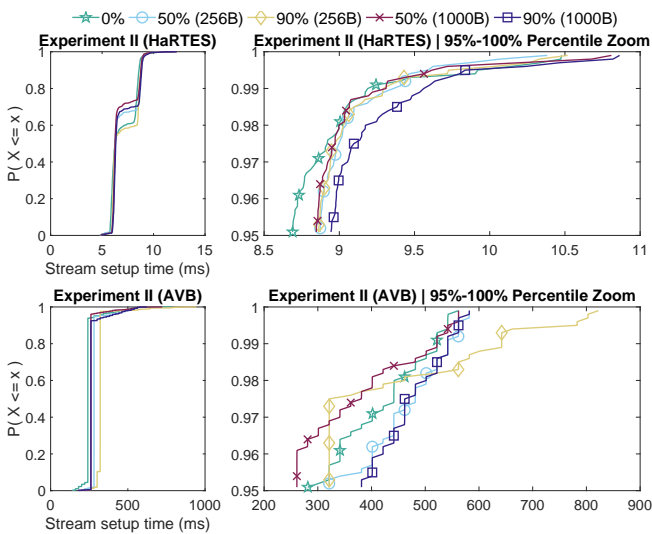 0% 50% (256B) 90% (256B) 50% (1000B) 90% (1000B)
Experiment II (HaRTES)
1
0.8
0.6
0.4
0.2
0
P( X <= x )
0 5 10 15
Stream setup time (ms)
Experiment II (HaRTES) | 95%-100% Percentile Zoom
1
0.99
0.98
0.97
0.96
0.95
8.5 9 9.5 10 10.5 11
Experiment II (AVB)
1
0.8
0.6
0.4
0.2
0
P( X <= x )
0 500 1000
Stream setup time (ms)
Experiment II (AVB) | 95%-100% Percentile Zoom
1
0.99
0.98
0.97
0.96
0.95
200 300 400 500 600 700 800 900